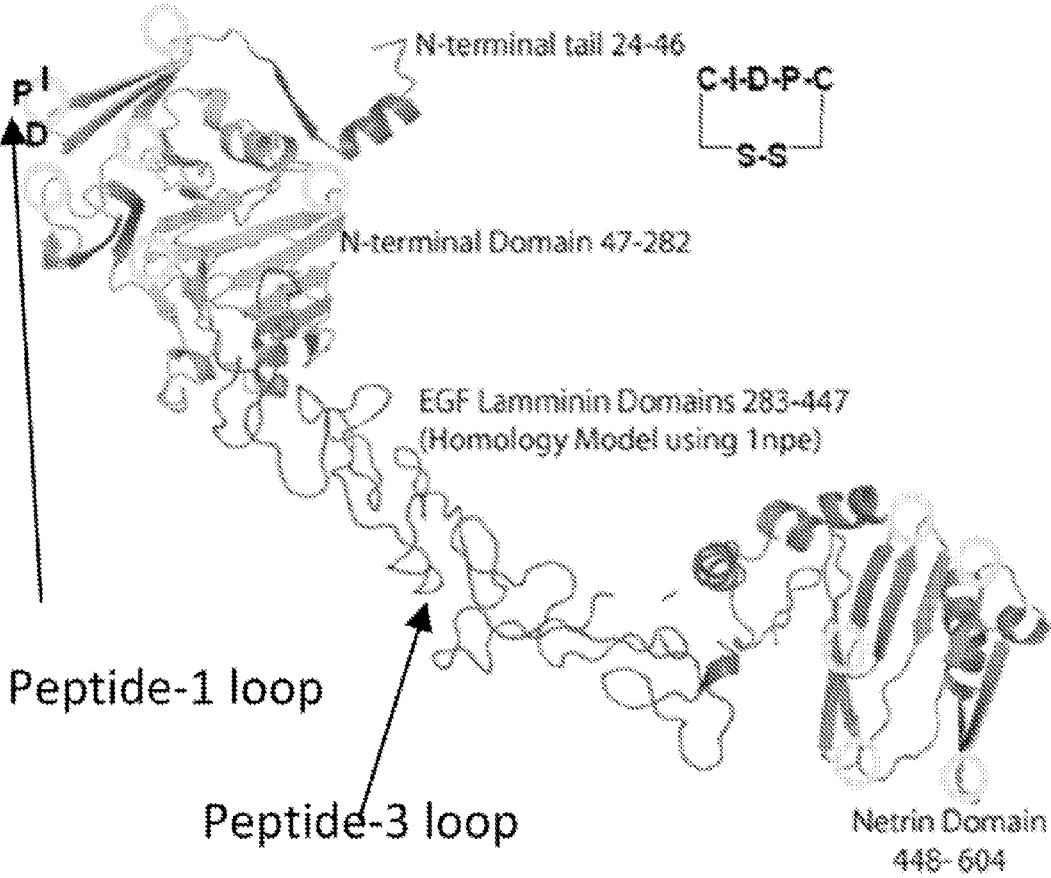 N-terminal tail 24-46
P I
D
C-I-D-P-C
S-S
N-terminal Domain 47-282
EGF Lamminin Domains 283-447
(Homology Model using 1npe)
Peptide-1 loop
Peptide-3 loop
Netrin Domain
448- 604